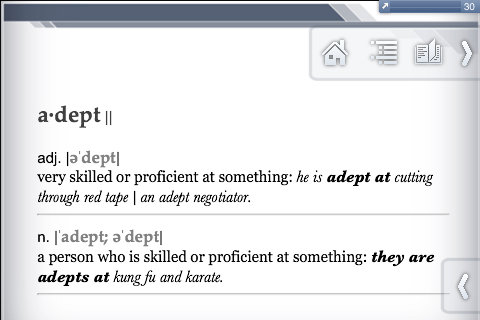 30
a·dept ||
adj. |əˈdept|
very skilled or proficient at something: he is adept at cutting
through red tape | an adept negotiator.
n. |ˈadept; əˈdept|
a person who is skilled or proficient at something: they are
adepts at kung fu and karate.